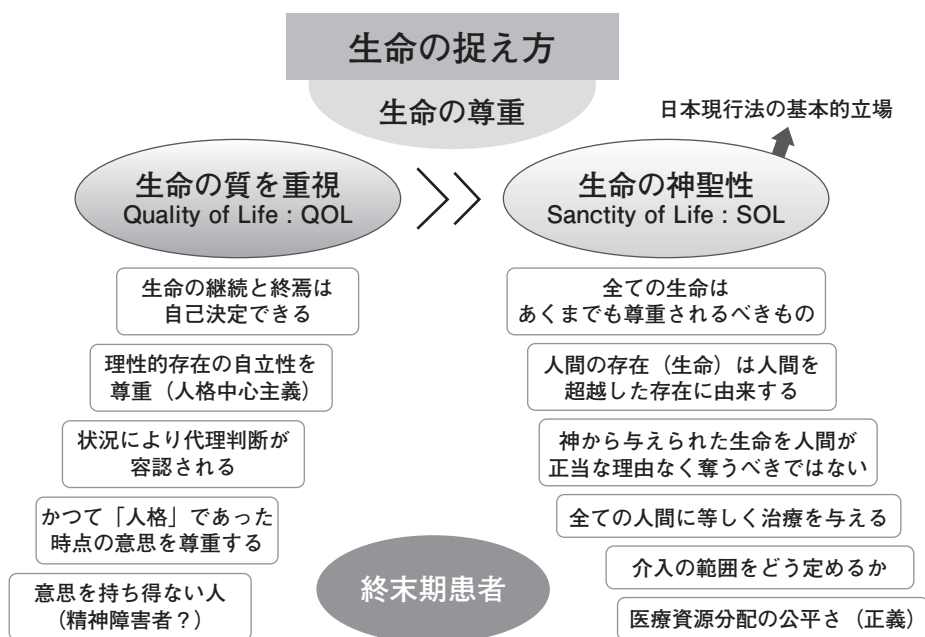 生命の捉え方
生命の尊重
日本現行法の基本的立場
生命の質を重視
Quality of Life : QOL
生命の神聖性
Sanctity of Life : SOL
生命の継続と終焉は
自己決定できる
理性的存在の自立性を
尊重（人格中心主義）
状況により代理判断が
容認される
かつて「人格」であった
時点の意思を尊重する
意思を持ち得ない人
（精神障害者？）
全ての生命は
あくまでも尊重されるべきもの
人間の存在（生命）は人間を
超越した存在に由来する
神から与えられた生命を人間が
正当な理由なく奪うべきではない
全ての人間に等しく治療を与える
介入の範囲をどう定めるか
医療資源分配の公平さ（正義）
終末期患者